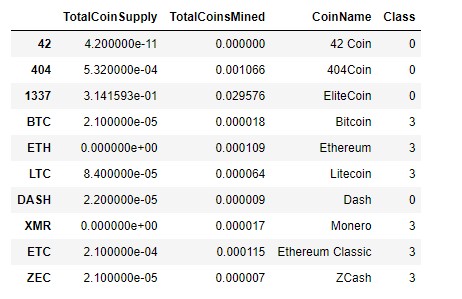 TotalCoinSupply TotalCoinsMined CoinName Class
42 4.200000e-11 0.000000 42 Coin 0
404 5.320000e-04 0.001066 404Coin 0
1337 3.141593e-01 0.029576 EliteCoin 0
BTC 2.100000e-05 0.000018 Bitcoin 3
ETH 0.000000e+00 0.000109 Ethereum 3
LTC 8.400000e-05 0.000064 Litecoin 3
DASH 2.200000e-05 0.000009 Dash 0
XMR 0.000000e+00 0.000017 Monero 3
ETC 2.100000e-04 0.000115 Ethereum Classic 3
ZEC 2.100000e-05 0.000007 ZCash 3